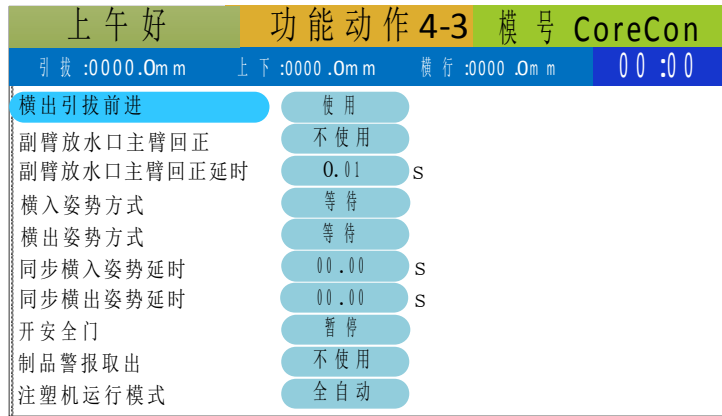 上午好 功能动作4-3 模号 CoreCon
引拔:0000.0mm 上下:0000.0mm 横行:0000.0mm 00:00
横出引拔前进 使用
副臂放水口主臂回正 不使用
副臂放水口主臂回正延时 0.01 S
横入姿势方式 等待
横出姿势方式 等待
同步横入姿势延时 00.00 S
同步横出姿势延时 00.00 S
开安全门 暂停
制品警报取出 不使用
注塑机运行模式 全自动